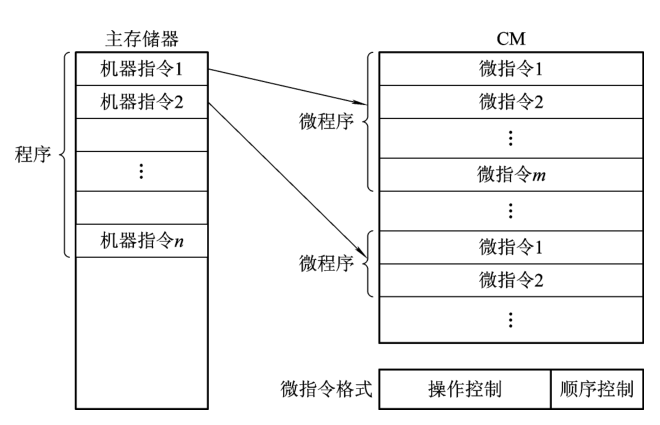 主存储器
机器指令1
机器指令2
⋮
机器指令n
程序
CM
微指令1
微指令2
⋮
微指令m
⋮
微指令1
微指令2
⋮
微程序
微程序
微指令格式 操作控制 顺序控制